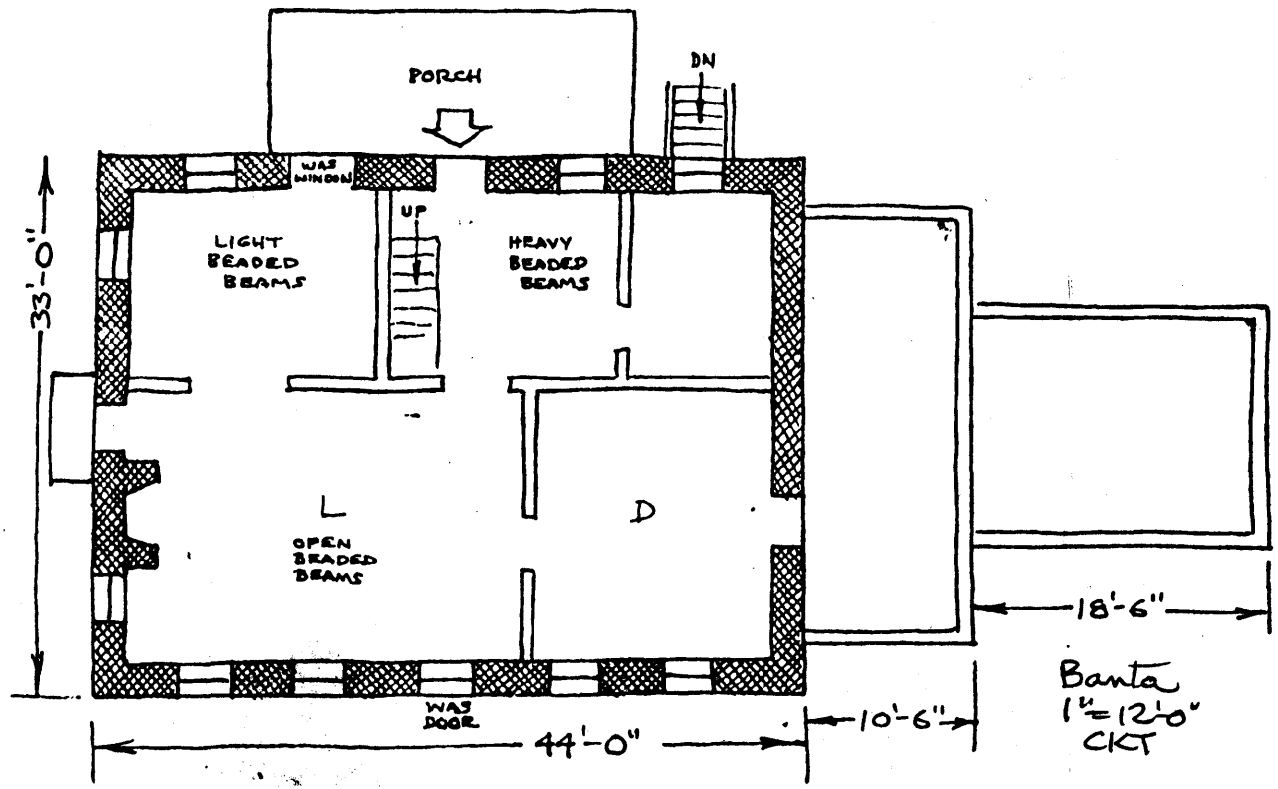 PORCH
DN
WAS
WINDOW
UP
LIGHT
BEADED
BEAMS
HEAVY
BEADED
BEAMS
33'-0"
L
D
OPEN
BEADED
BEAMS
18'-6"
WAS
DOOR
10'-6"
44'-0"
Banta
1"=12'-0"
CKT